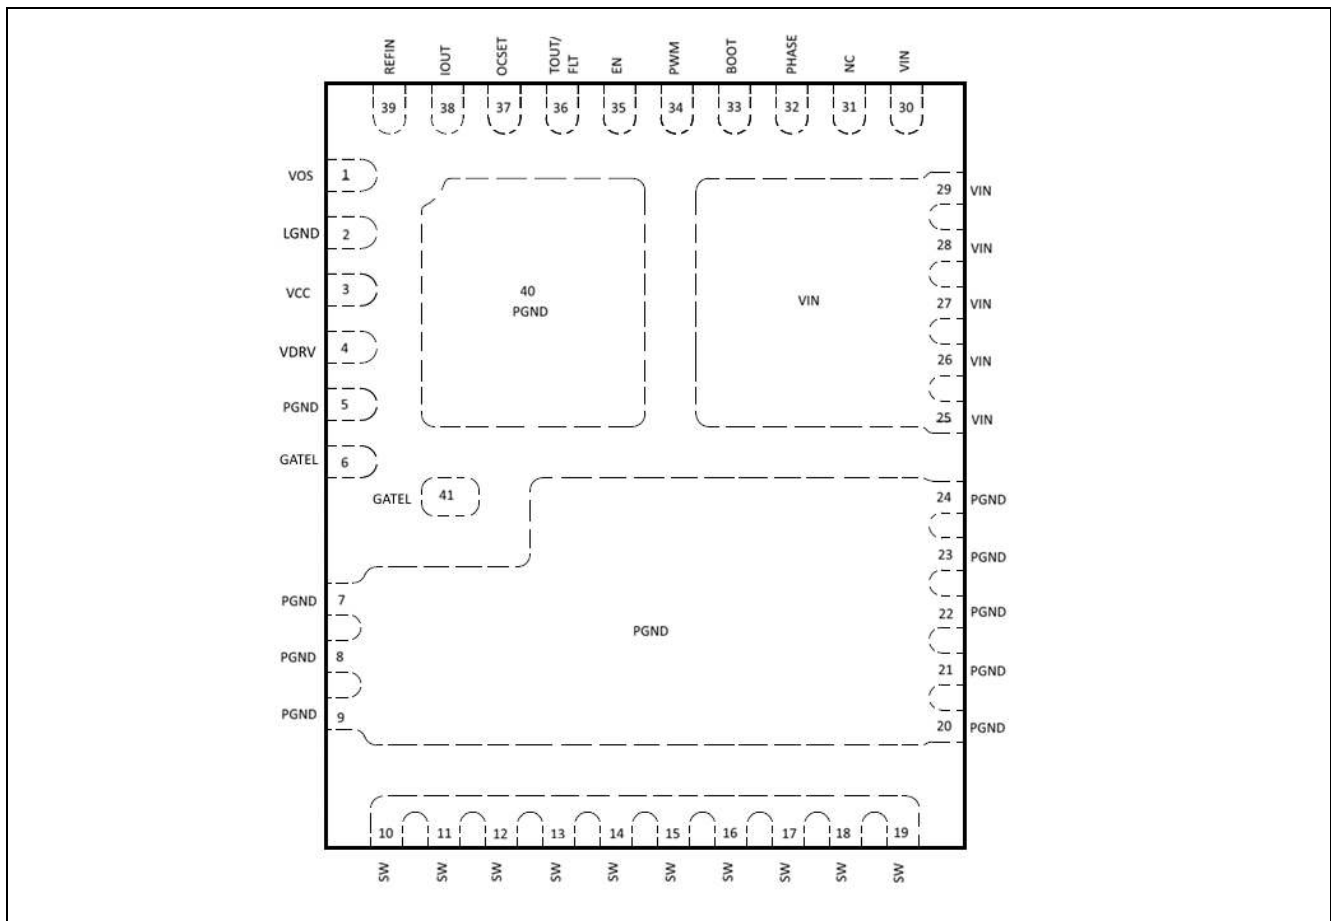 REFIN
IOUT
OCSET
TOUT/
FLT
EN
PWM
BOOT
PHASE
NC
VIN
39
38
37
36
35
34
33
32
31
30
VOS 1
29 VIN
LGND 2
28 VIN
VCC 3
40
PGND
VIN
27 VIN
VDRV 4
26 VIN
PGND 5
25 VIN
GATEL 6
GATEL 41
24 PGND
23 PGND
PGND 7
22 PGND
PGND
PGND 8
21 PGND
PGND 9
20 PGND
10
11
12
13
14
15
16
17
18
19
SW
SW
SW
SW
SW
SW
SW
SW
SW
SW